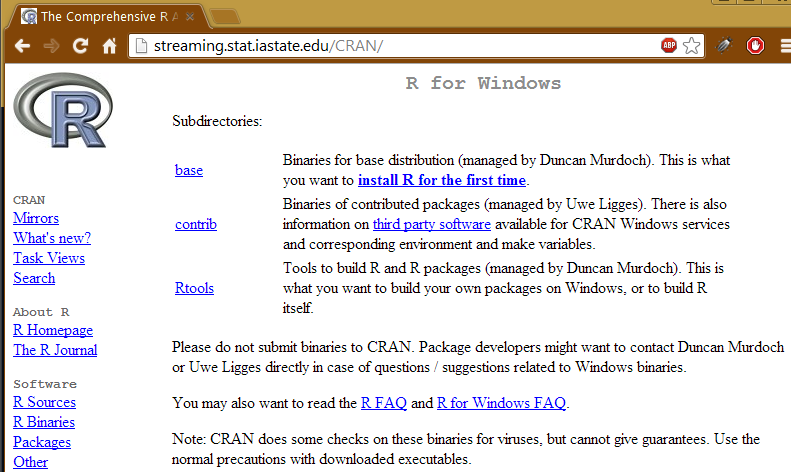 The Comprehensive R A
streaming.stat.iastate.edu/CRAN/
ABP
R
R for Windows
Subdirectories:
base
Binaries for base distribution (managed by Duncan Murdoch). This is what
you want to install R for the first time.
contrib
Binaries of contributed packages (managed by Uwe Ligges). There is also
information on third party software available for CRAN Windows services
and corresponding environment and make variables.
Rtools
Tools to build R and R packages (managed by Duncan Murdoch). This is
what you want to build your own packages on Windows, or to build R
itself.
Please do not submit binaries to CRAN. Package developers might want to contact Duncan Murdoch
or Uwe Ligges directly in case of questions / suggestions related to Windows binaries.
You may also want to read the R FAQ and R for Windows FAQ.
Note: CRAN does some checks on these binaries for viruses, but cannot give guarantees. Use the
normal precautions with downloaded executables.
CRAN
Mirrors
What's new?
Task Views
Search
About R
R Homepage
The R Journal
Software
R Sources
R Binaries
Packages
Other